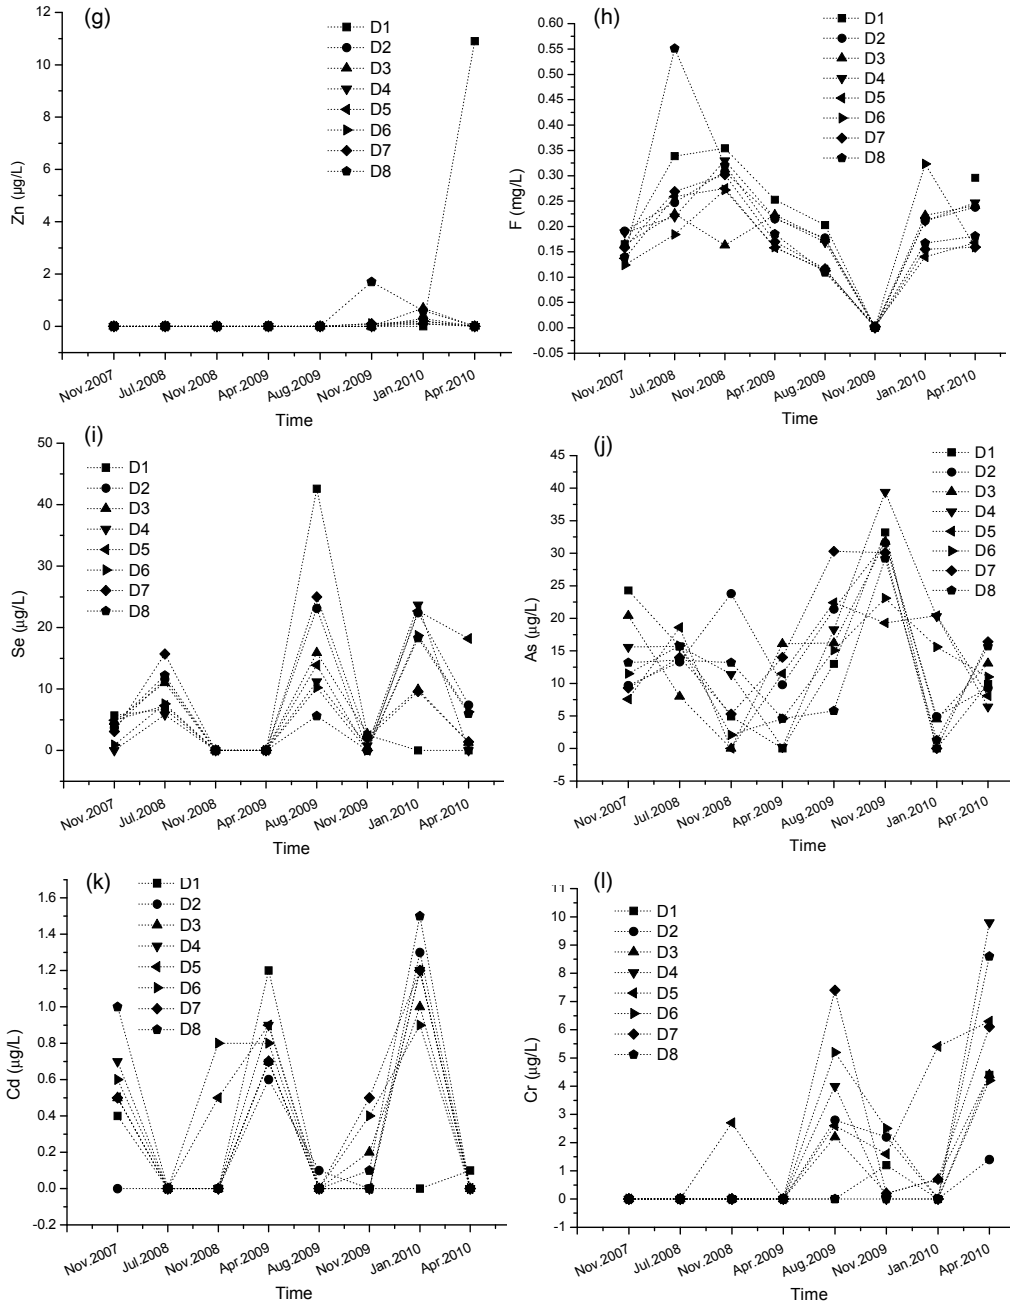 (g)
Zn (µg/L)
12
10
8
6
4
2
0
D1
D2
D3
D4
D5
D6
D7
D8
Nov.2007
Jul.2008
Nov.2008
Apr.2009
Aug.2009
Nov.2009
Jan.2010
Apr.2010
Time
(h)
F (mg/L)
0.60
0.55
0.50
0.45
0.40
0.35
0.30
0.25
0.20
0.15
0.10
0.05
0.00
-0.05
D1
D2
D3
D4
D5
D6
D7
D8
Nov.2007
Jul.2008
Nov.2008
Apr.2009
Aug.2009
Nov.2009
Jan.2010
Apr.2010
Time
(i)
Se (µg/L)
50
40
30
20
10
0
D1
D2
D3
D4
D5
D6
D7
D8
Nov.2007
Jul.2008
Nov.2008
Apr.2009
Aug.2009
Nov.2009
Jan.2010
Apr.2010
Time
(j)
As (µg/L)
45
40
35
30
25
20
15
10
5
0
-5
D1
D2
D3
D4
D5
D6
D7
D8
Nov.2007
Jul.2008
Nov.2008
Apr.2009
Aug.2009
Nov.2009
Jan.2010
Apr.2010
Time
(k)
Cd (µg/L)
1.6
1.4
1.2
1.0
0.8
0.6
0.4
0.2
0.0
-0.2
D1
D2
D3
D4
D5
D6
D7
D8
Nov.2007
Jul.2008
Nov.2008
Apr.2009
Aug.2009
Nov.2009
Jan.2010
Apr.2010
Time
(l)
Cr (µg/L)
11
10
9
8
7
6
5
4
3
2
1
0
-1
D1
D2
D3
D4
D5
D6
D7
D8
Nov.2007
Jul.2008
Nov.2008
Apr.2009
Aug.2009
Nov.2009
Jan.2010
Apr.2010
Time